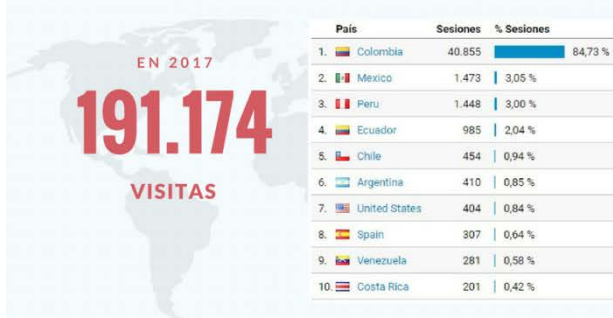 EN 2017
191.174
VISITAS
País Sesiones % Sesiones
1. Colombia 40.855 84,73 %
2. Mexico 1.473 3,05 %
3. Peru 1.448 3,00 %
4. Ecuador 985 2,04 %
5. Chile 454 0,94 %
6. Argentina 410 0,85 %
7. United States 404 0,84 %
8. Spain 307 0,64 %
9. Venezuela 281 0,58 %
10. Costa Rica 201 0,42 %